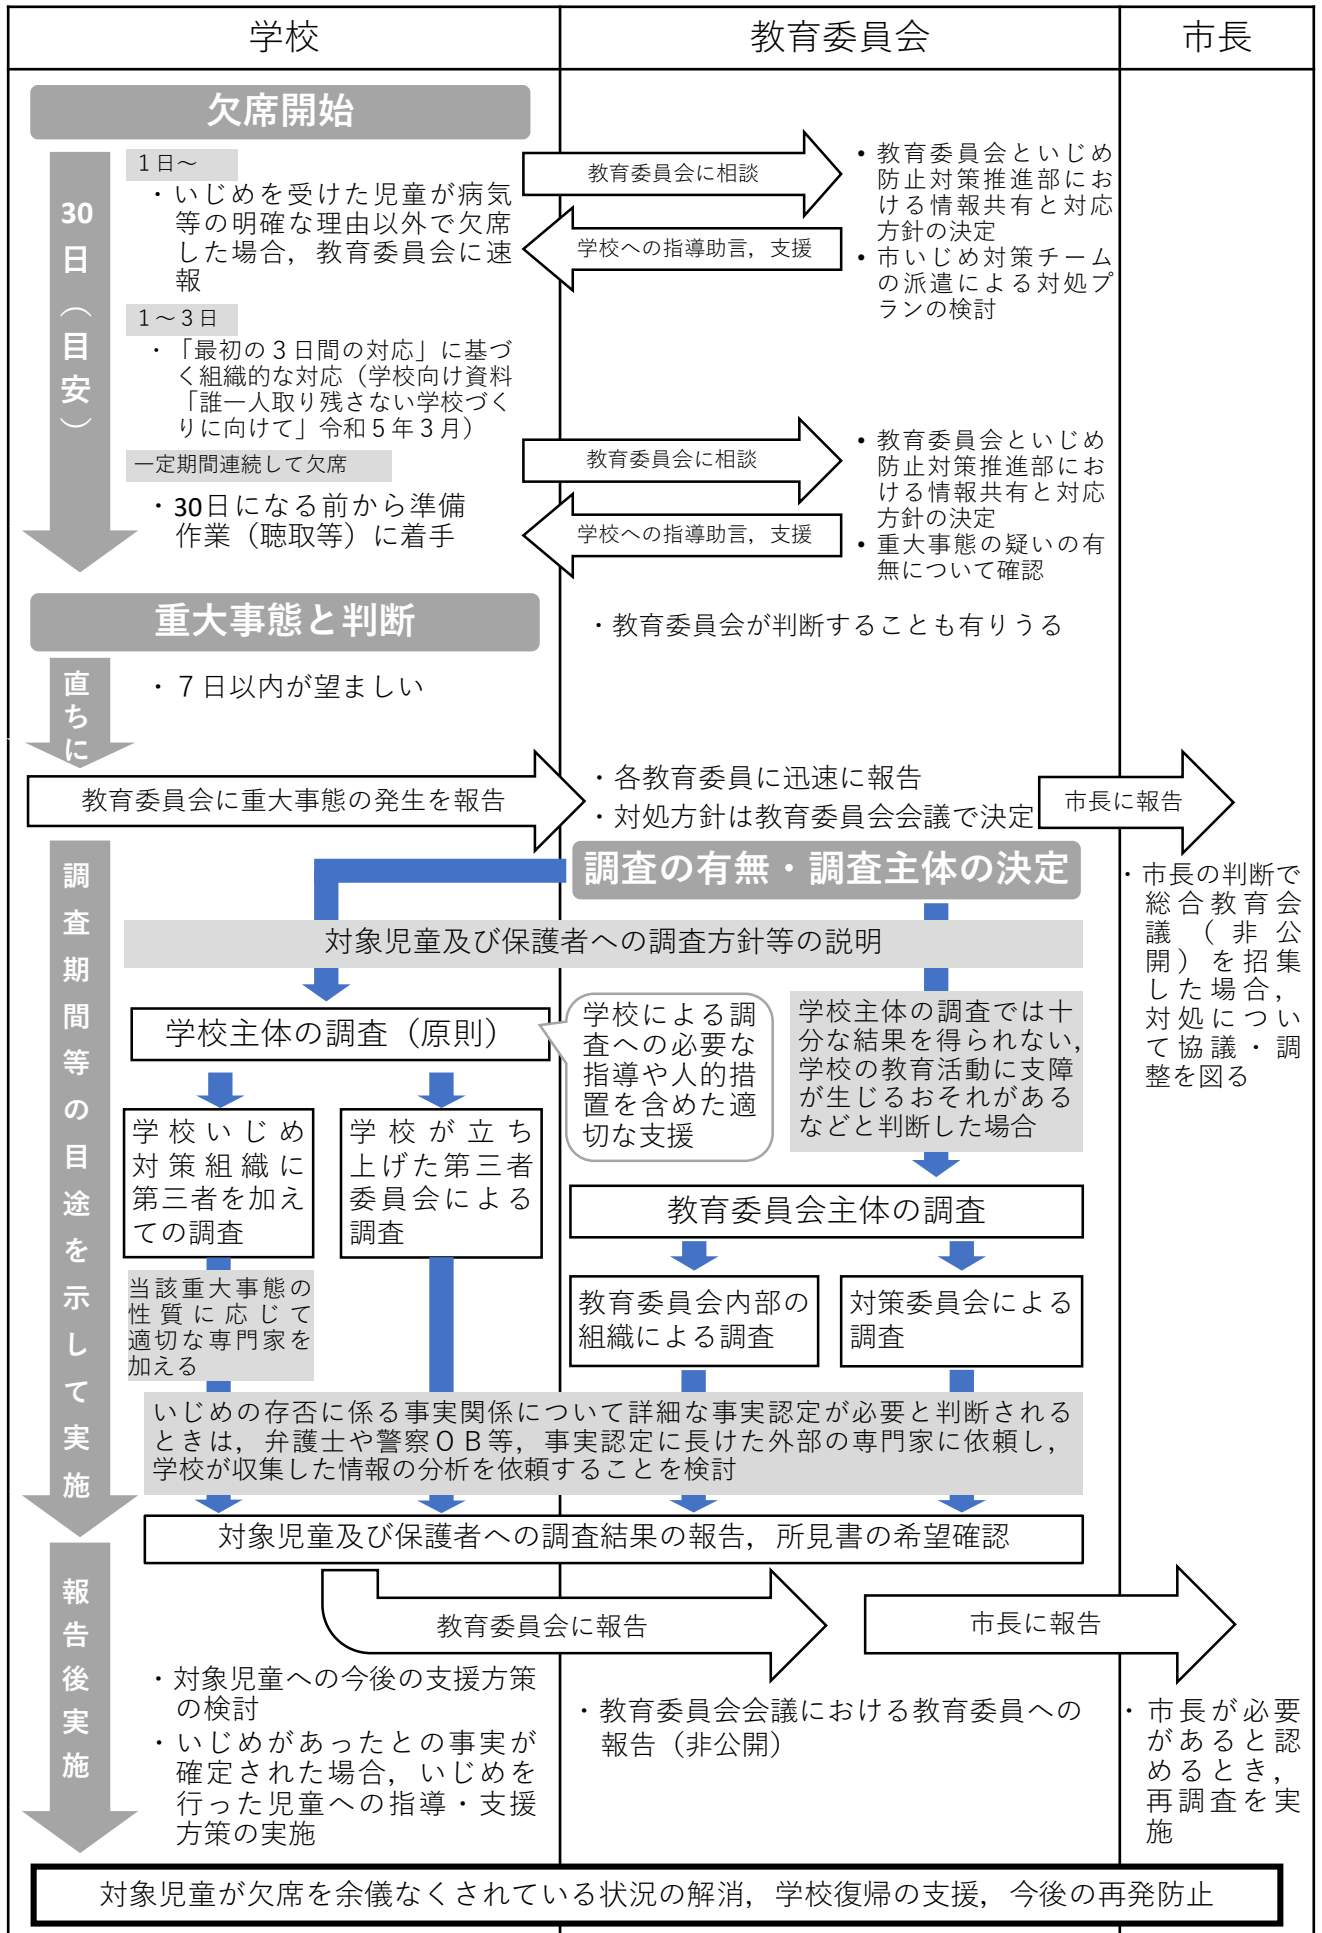 学校
教育委員会
市長
欠席開始
30日（目安）
１日～
・いじめを受けた児童が病気
等の明確な理由以外で欠席
した場合，教育委員会に速
報
教育委員会に相談
学校への指導助言，支援
• 教育委員会といじめ
防止対策推進部にお
ける情報共有と対応
方針の決定
• 市いじめ対策チーム
の派遣による対処プ
ランの検討
１～３日
・「最初の３日間の対応」に基づ
く組織的な対応（学校向け資料
「誰一人取り残さない学校づく
りに向けて」令和５年３月）
一定期間連続して欠席
・30日になる前から準備
作業（聴取等）に着手
教育委員会に相談
学校への指導助言，支援
• 教育委員会といじめ
防止対策推進部にお
ける情報共有と対応
方針の決定
• 重大事態の疑いの有
無について確認
重大事態と判断
・教育委員会が判断することも有りうる
直ちに
・７日以内が望ましい
教育委員会に重大事態の発生を報告
・各教育委員に迅速に報告
・対処方針は教育委員会会議で決定
市長に報告
調査期間等の目途を示して実施
調査の有無・調査主体の決定
・市長の判断で
総合教育会
議（非公
開）を招集
した場合，
対処につい
て協議・調
整を図る
対象児童及び保護者への調査方針等の説明
学校主体の調査（原則）
学校による調
査への必要な
指導や人的措
置を含めた適
切な支援
学校主体の調査では十
分な結果を得られない，
学校の教育活動に支障
が生じるおそれがある
などと判断した場合
学校いじめ
対策組織に
第三者を加え
ての調査
学校が立ち
上げた第三者
委員会による
調査
教育委員会主体の調査
当該重大事態の
性質に応じて
適切な専門家を
加える
教育委員会内部の
組織による調査
対策委員会による
調査
いじめの存否に係る事実関係について詳細な事実認定が必要と判断される
ときは，弁護士や警察ＯＢ等，事実認定に長けた外部の専門家に依頼し，
学校が収集した情報の分析を依頼することを検討
対象児童及び保護者への調査結果の報告，所見書の希望確認
報告後実施
教育委員会に報告
市長に報告
・対象児童への今後の支援方策
の検討
・いじめがあったとの事実が
確定された場合，いじめを
行った児童への指導・支援
方策の実施
・教育委員会会議における教育委員への
報告（非公開）
・市長が必要
があると認
めるとき，
再調査を実
施
対象児童が欠席を余儀なくされている状況の解消，学校復帰の支援，今後の再発防止